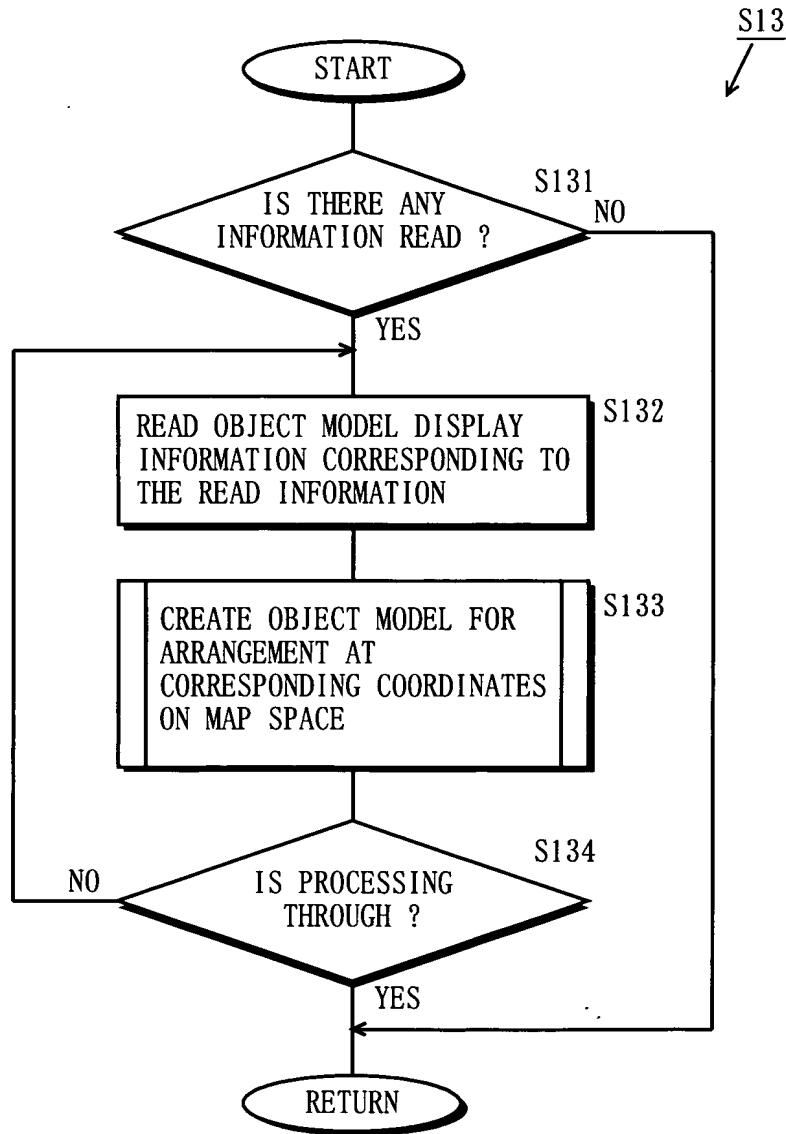 S13
START
S131
IS THERE ANY
INFORMATION READ ?
NO
YES
S132
READ OBJECT MODEL DISPLAY
INFORMATION CORRESPONDING TO
THE READ INFORMATION
S133
CREATE OBJECT MODEL FOR
ARRANGEMENT AT
CORRESPONDING COORDINATES
ON MAP SPACE
S134
NO
IS PROCESSING
THROUGH ?
YES
RETURN